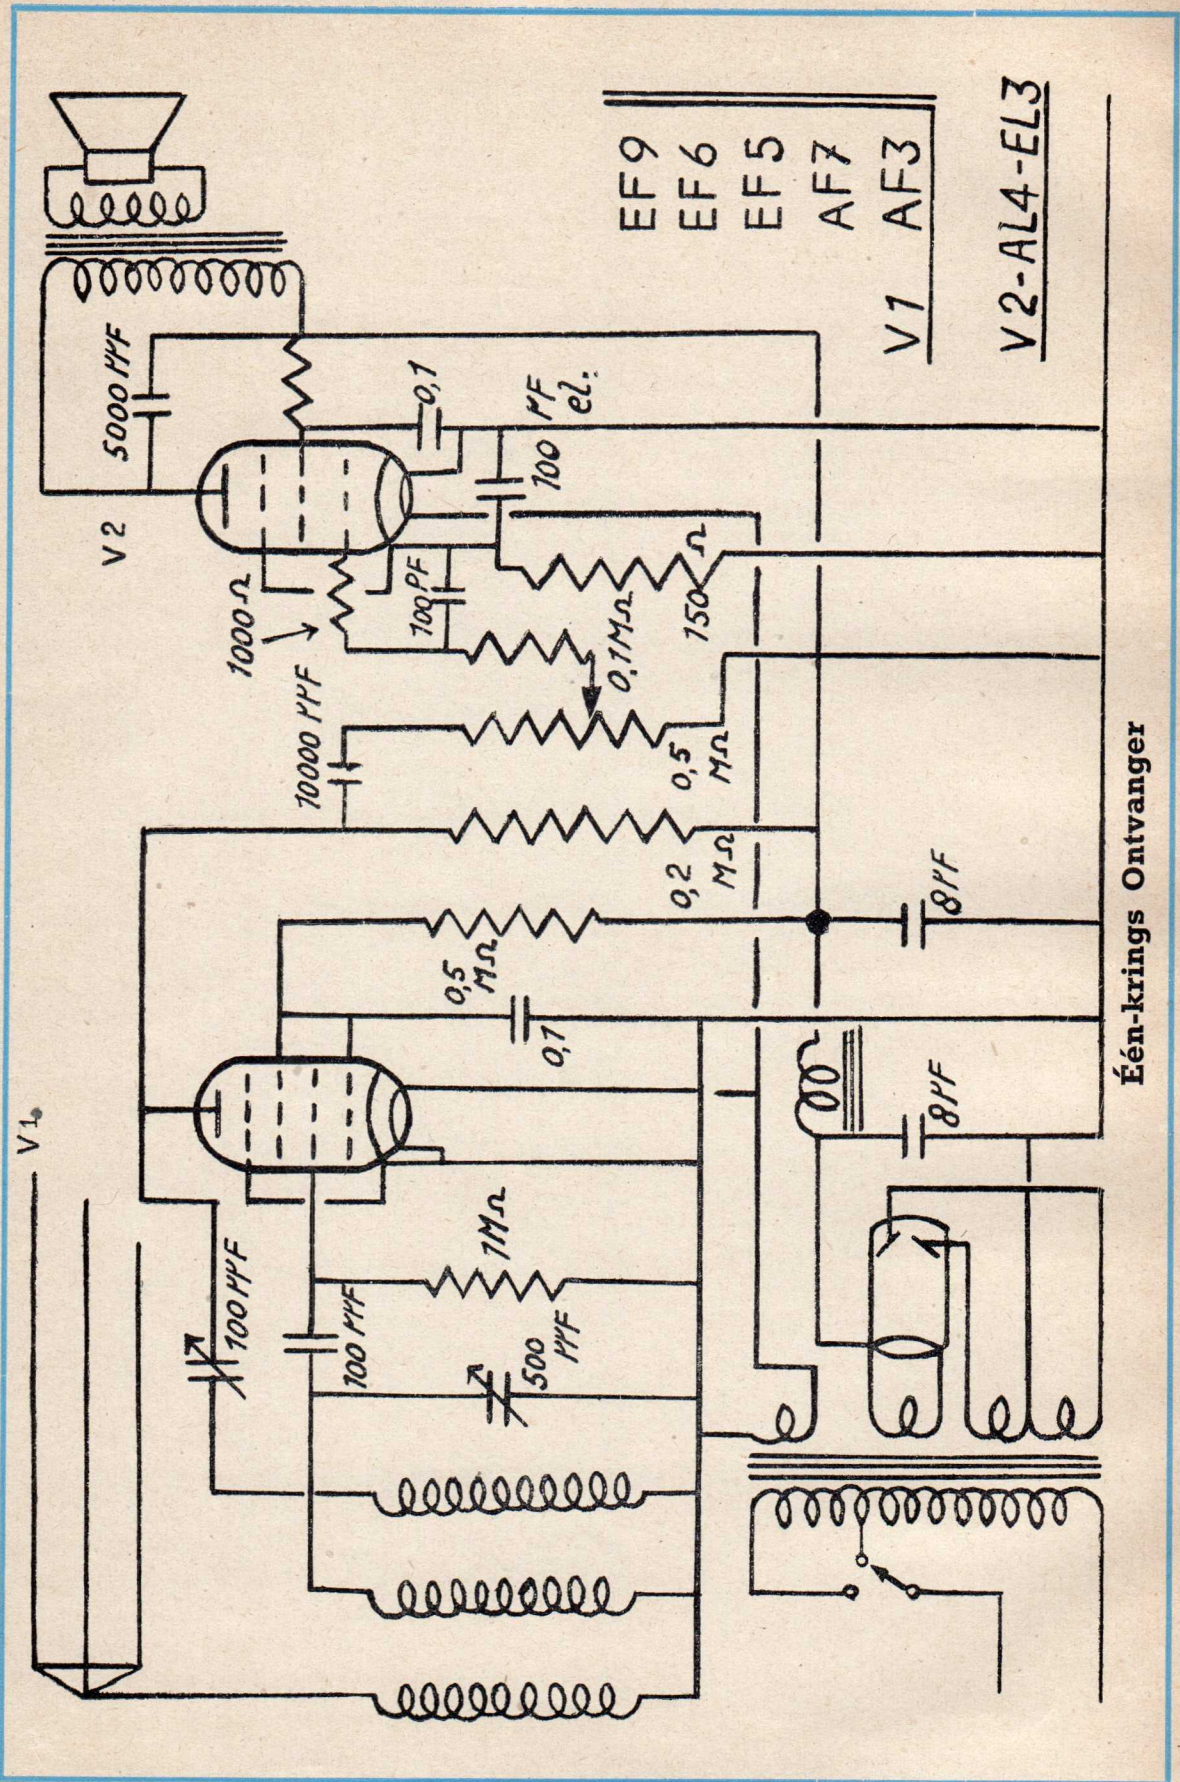 V1
V2
5000 µµF
1000 Ω
10000 µµF
100 PF
0,1
100 µF
el.
0,1 MΩ
150 Ω
0,5
MΩ
0,2
MΩ
0,5
MΩ
0,1
100 µµF
100 µµF
1 MΩ
500
µµF
8 µF
8 µF
EF9
EF6
EF5
AF7
V1 AF3
V2-AL4-EL3
Één-krings Ontvanger